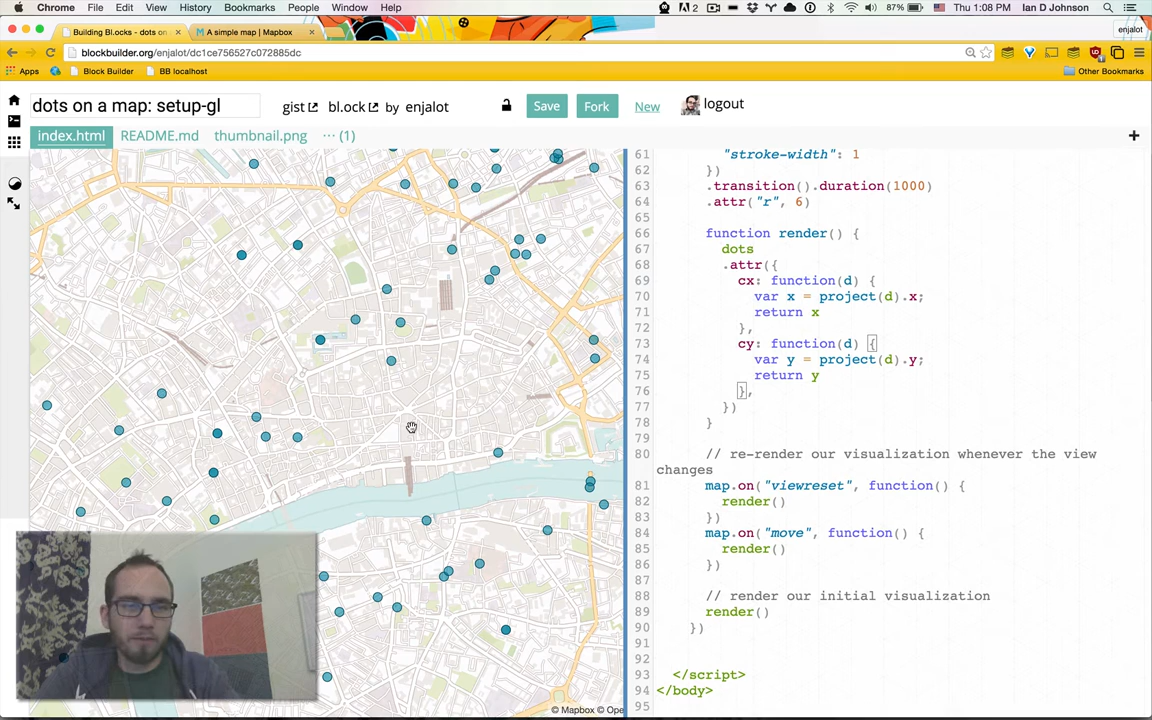 Chrome File Edit View History Bookmarks People Window Help 2 87% Thu 1:08 PM Ian D Johnson
Building Bl.ocks - dots on × A simple map | Mapbox × enjalot
blockbuilder.org/enjalot/dc1ce756527c072885dc
Apps Block Builder BB localhost Other Bookmarks
dots on a map: setup-gl gist bl.ock by enjalot Save Fork New logout
index.html README.md thumbnail.png ··· (1) +
61 "stroke-width": 1
62 })
63 .transition().duration(1000)
64 .attr("r", 6)
65
66 function render() {
67 dots
68 .attr({
69 cx: function(d) {
70 var x = project(d).x;
71 return x
72 },
73 cy: function(d) {
74 var y = project(d).y;
75 return y
76 },
77 })
78 }
79
80 // re-render our visualization whenever the view
changes
81 map.on("viewreset", function() {
82 render()
83 })
84 map.on("move", function() {
85 render()
86 })
87
88 // render our initial visualization
89 render()
90 })
91
92
93 </script>
94 </body>
95
© Mapbox © Ope